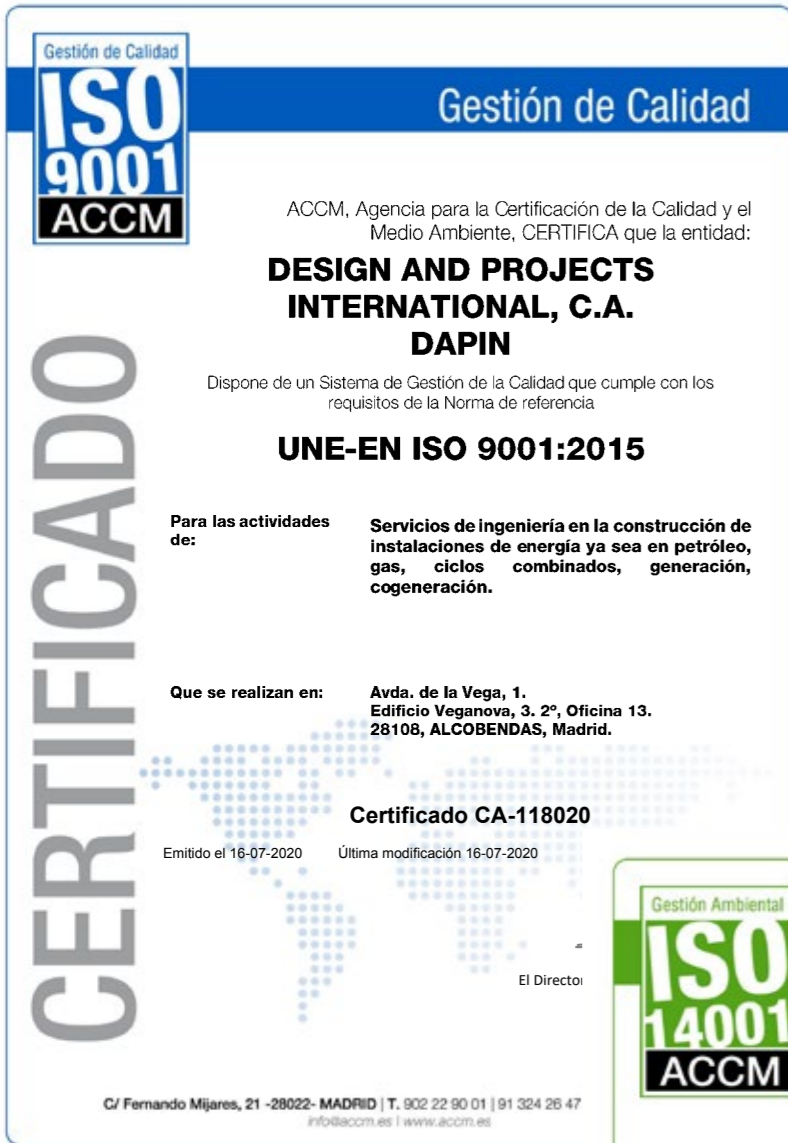 Gestión de Calidad
ISO
9001
ACCM
Gestión de Calidad
ACCM, Agencia para la Certificación de la Calidad y el
Medio Ambiente, CERTIFICA que la entidad:
DESIGN AND PROJECTS
INTERNATIONAL, C.A.
DAPIN
Dispone de un Sistema de Gestión de la Calidad que cumple con los
requisitos de la Norma de referencia
UNE-EN ISO 9001:2015
CERTIFICADO
Para las actividades
de:
Servicios de ingeniería en la construcción de
instalaciones de energía ya sea en petróleo,
gas, ciclos combinados, generación,
cogeneración.
Que se realizan en:
Avda. de la Vega, 1.
Edificio Veganova, 3. 2º, Oficina 13.
28108, ALCOBENDAS, Madrid.
Certificado CA-118020
Emitido el 16-07-2020 Última modificación 16-07-2020
El Director
Gestión Ambiental
ISO
14001
ACCM
C/ Fernando Mijares, 21 -28022- MADRID | T. 902 22 90 01 | 91 324 26 47
info@accm.es | www.accm.es